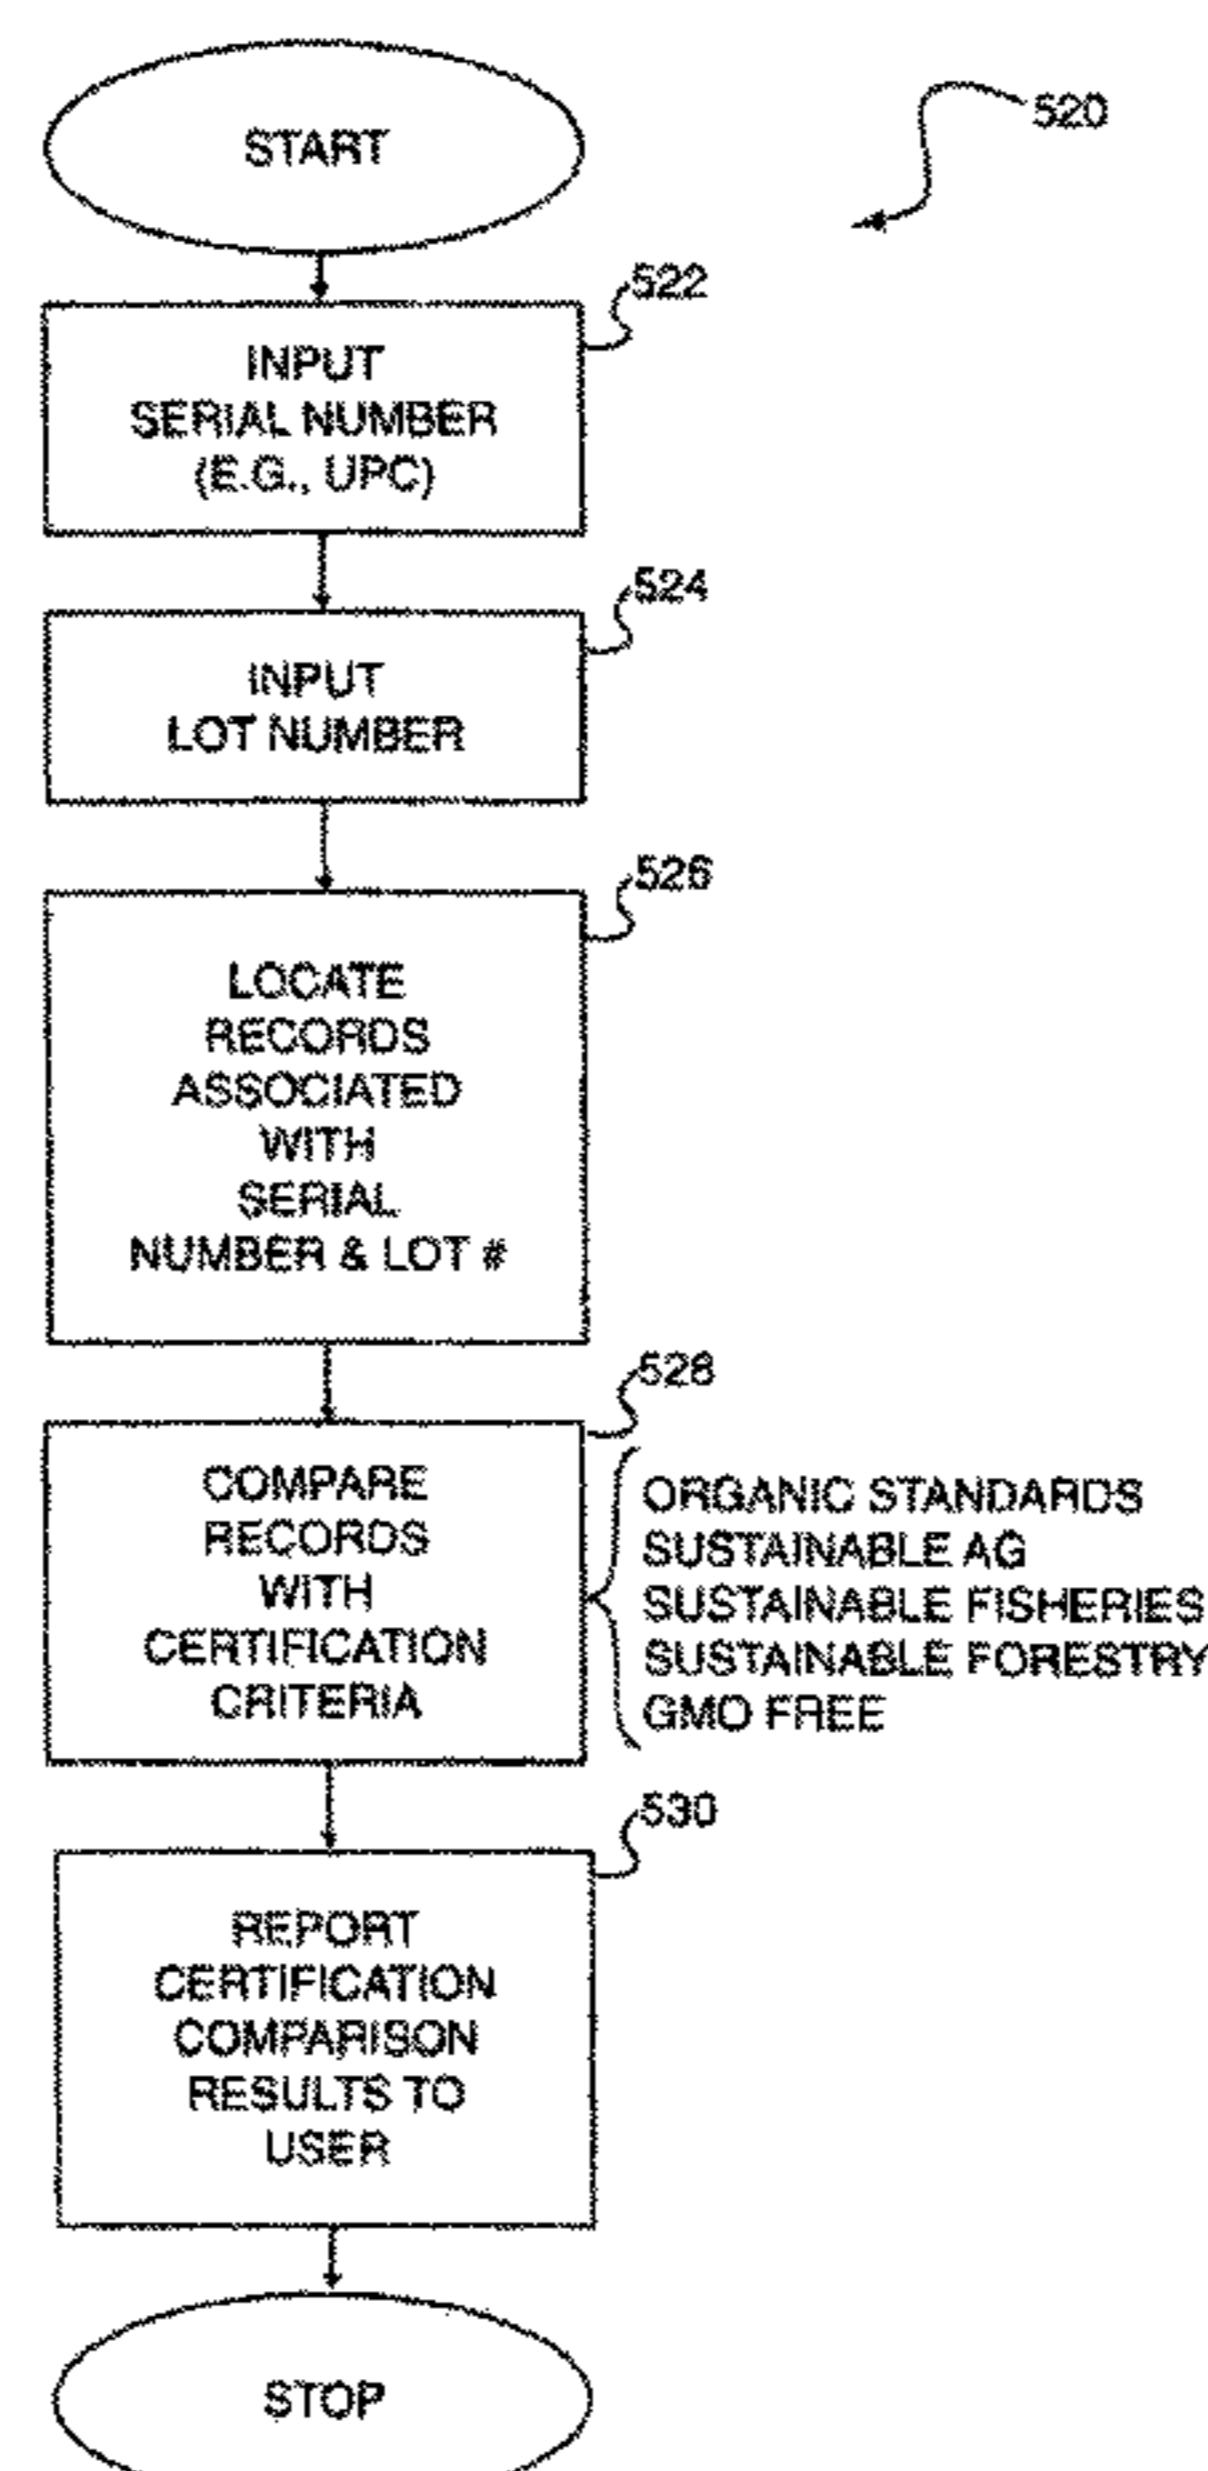 START
520
522
INPUT
SERIAL NUMBER
(E.G., UPC)
524
INPUT
LOT NUMBER
526
LOCATE
RECORDS
ASSOCIATED
WITH
SERIAL
NUMBER & LOT #
528
COMPARE
RECORDS
WITH
CERTIFICATION
CRITERIA
ORGANIC STANDARDS
SUSTAINABLE AG
SUSTAINABLE FISHERIES
SUSTAINABLE FORESTRY
GMO FREE
530
REPORT
CERTIFICATION
COMPARISON
RESULTS TO
USER
STOP